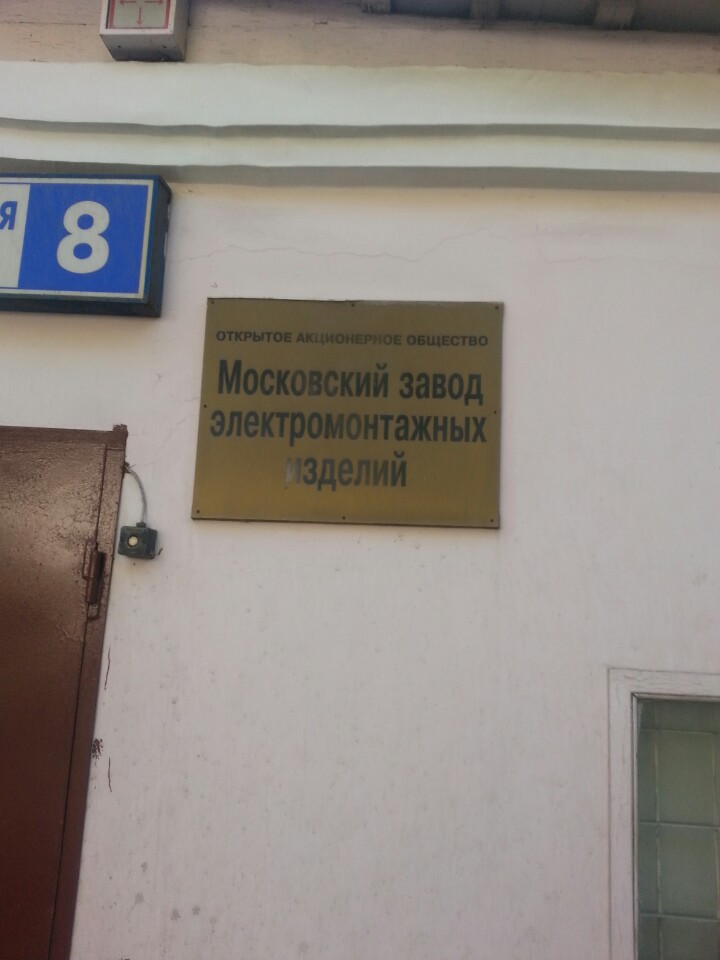 я 8
ОТКРЫТОЕ АКЦИОНЕРНОЕ ОБЩЕСТВО
Московский завод
электромонтажных
изделий